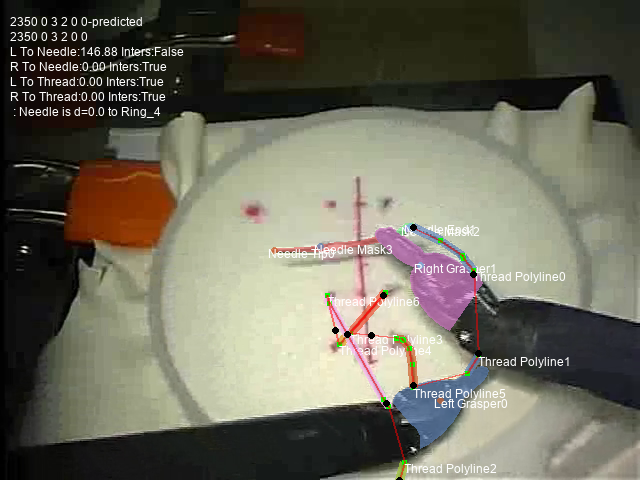 2350 0 3 2 0 0-predicted
2350 0 3 2 0 0
L To Needle:146.88 Inters:False
R To Needle:0.00 Inters:True
L To Thread:0.00 Inters:True
R To Thread:0.00 Inters:True
: Needle is d=0.0 to Ring_4
Needle Mask3
Right Grasper1
Thread Polyline0
Thread Polyline6
Thread Polyline3
Thread Polyline4
Thread Polyline1
Thread Polyline5
Left Grasper0
Thread Polyline2